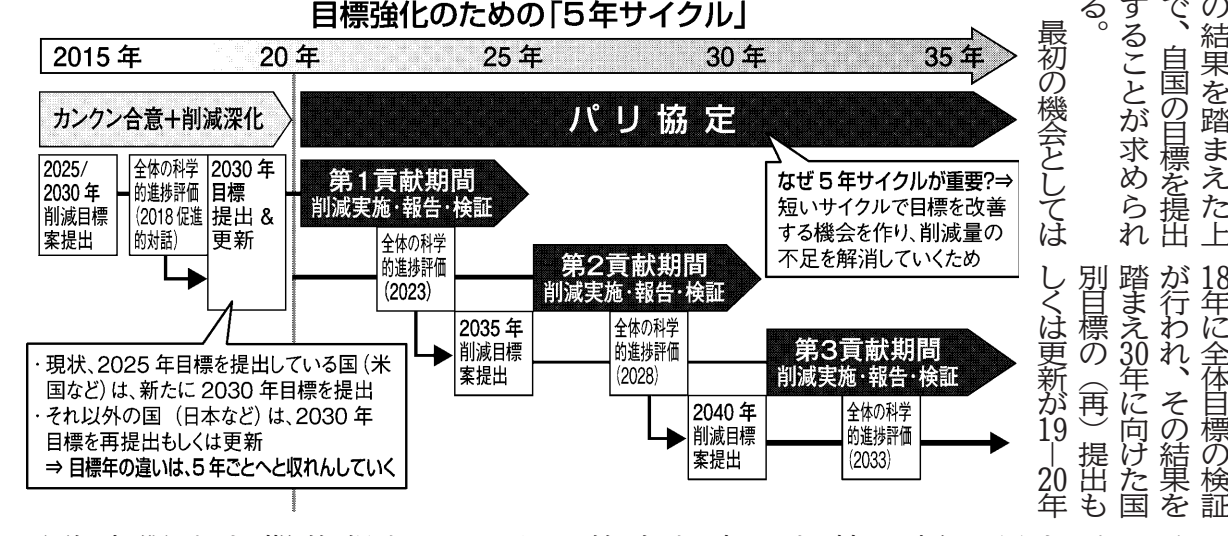 目標強化のための「5年サイクル」
2015年
20年
25年
30年
35年
カンクン合意+削減深化
パリ協定
2025/
2030年
削減目標
案提出
全体の科学
的進捗評価
(2018促進
的対話)
2030年
目標
提出&
更新
第1貢献期間
削減実施・報告・検証
なぜ5年サイクルが重要?⇒
短いサイクルで目標を改善
する機会を作り、削減量の
不足を解消していくため
全体の科学
的進捗評価
(2023)
第2貢献期間
削減実施・報告・検証
2035年
削減目標
案提出
全体の科学
的進捗評価
(2028)
第3貢献期間
削減実施・報告・検証
2040年
削減目標
案提出
全体の科学
的進捗評価
(2033)
・現状、2025年目標を提出している国(米
国など)は、新たに2030年目標を提出
・それ以外の国(日本など)は、2030年
目標を再提出もしくは更新
⇒目標年の違いは、5年ごとへと収れんしていく
の結果を踏まえた上
で、自国の目標を提出
することが求められ
る。
最初の機会としては
18年に全体目標の検証
が行われ、その結果を
踏まえ30年に向けた国
別目標の(再)提出も
しくは更新が19―20年